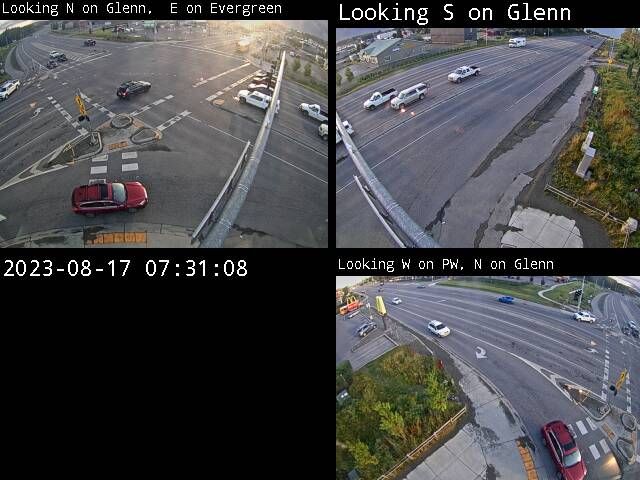 Looking N on Glenn,  E on Evergreen
Looking S on Glenn
2023-08-17 07:31:08
Looking W on PW, N on Glenn